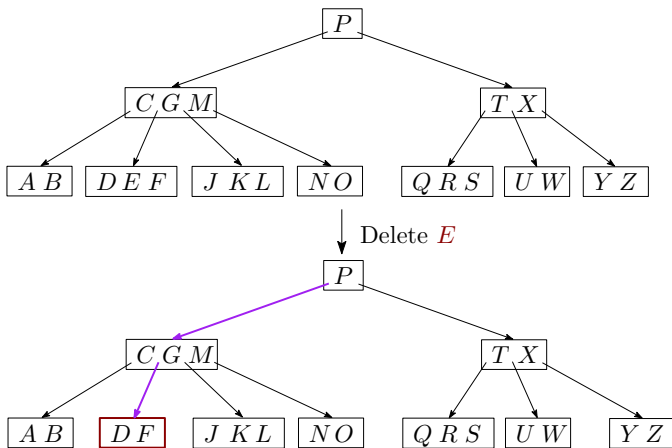 P
C G M T X
A B D E F J K L N O Q R S U W Y Z
Delete E
P
C G M T X
A B D F J K L N O Q R S U W Y Z